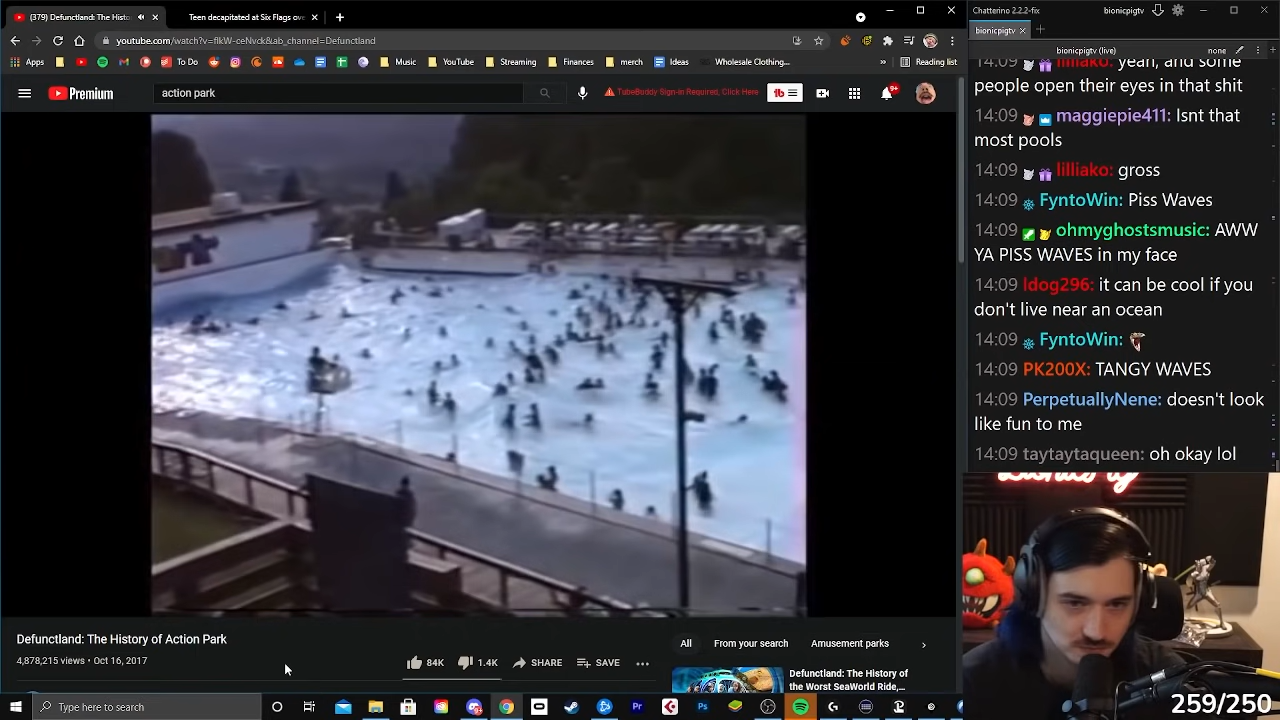 (379) Defunctland: The Histo
Teen decapitated at Six Flags ove
Chatterino 2.2.2-fix
bionicpigtv
youtube.com/watch?v=flkW-ceNvck&ab_channel=Defunctland
bionicpigtv
Apps
To Do
Music
YouTube
Streaming
Finances
merch
Ideas
Wholesale Clothing...
»
Reading list
bionicpigtv (live)
none
Premium
action park
TubeBuddy Sign-in Required, Click Here
9+
lilliako: yeah, and some
people open their eyes in that shit
14:09 maggiepie411: Isnt that
most pools
14:09 lilliako: gross
14:09 FyntoWin: Piss Waves
14:09 ohmyghostsmusic: AWW
YA PISS WAVES in my face
14:09 ldog296: it can be cool if you
don't live near an ocean
14:09 FyntoWin:
14:09 PK200X: TANGY WAVES
14:09 PerpetuallyNene: doesn't look
like fun to me
14:09 taytaytaqueen: oh okay lol
Defunctland: The History of Action Park
4,878,215 views • Oct 16, 2017
84K
1.4K
SHARE
SAVE
All
From your search
Amusement parks
Defunctland: The History of
the Worst SeaWorld Ride,...
Type here to search
259/250